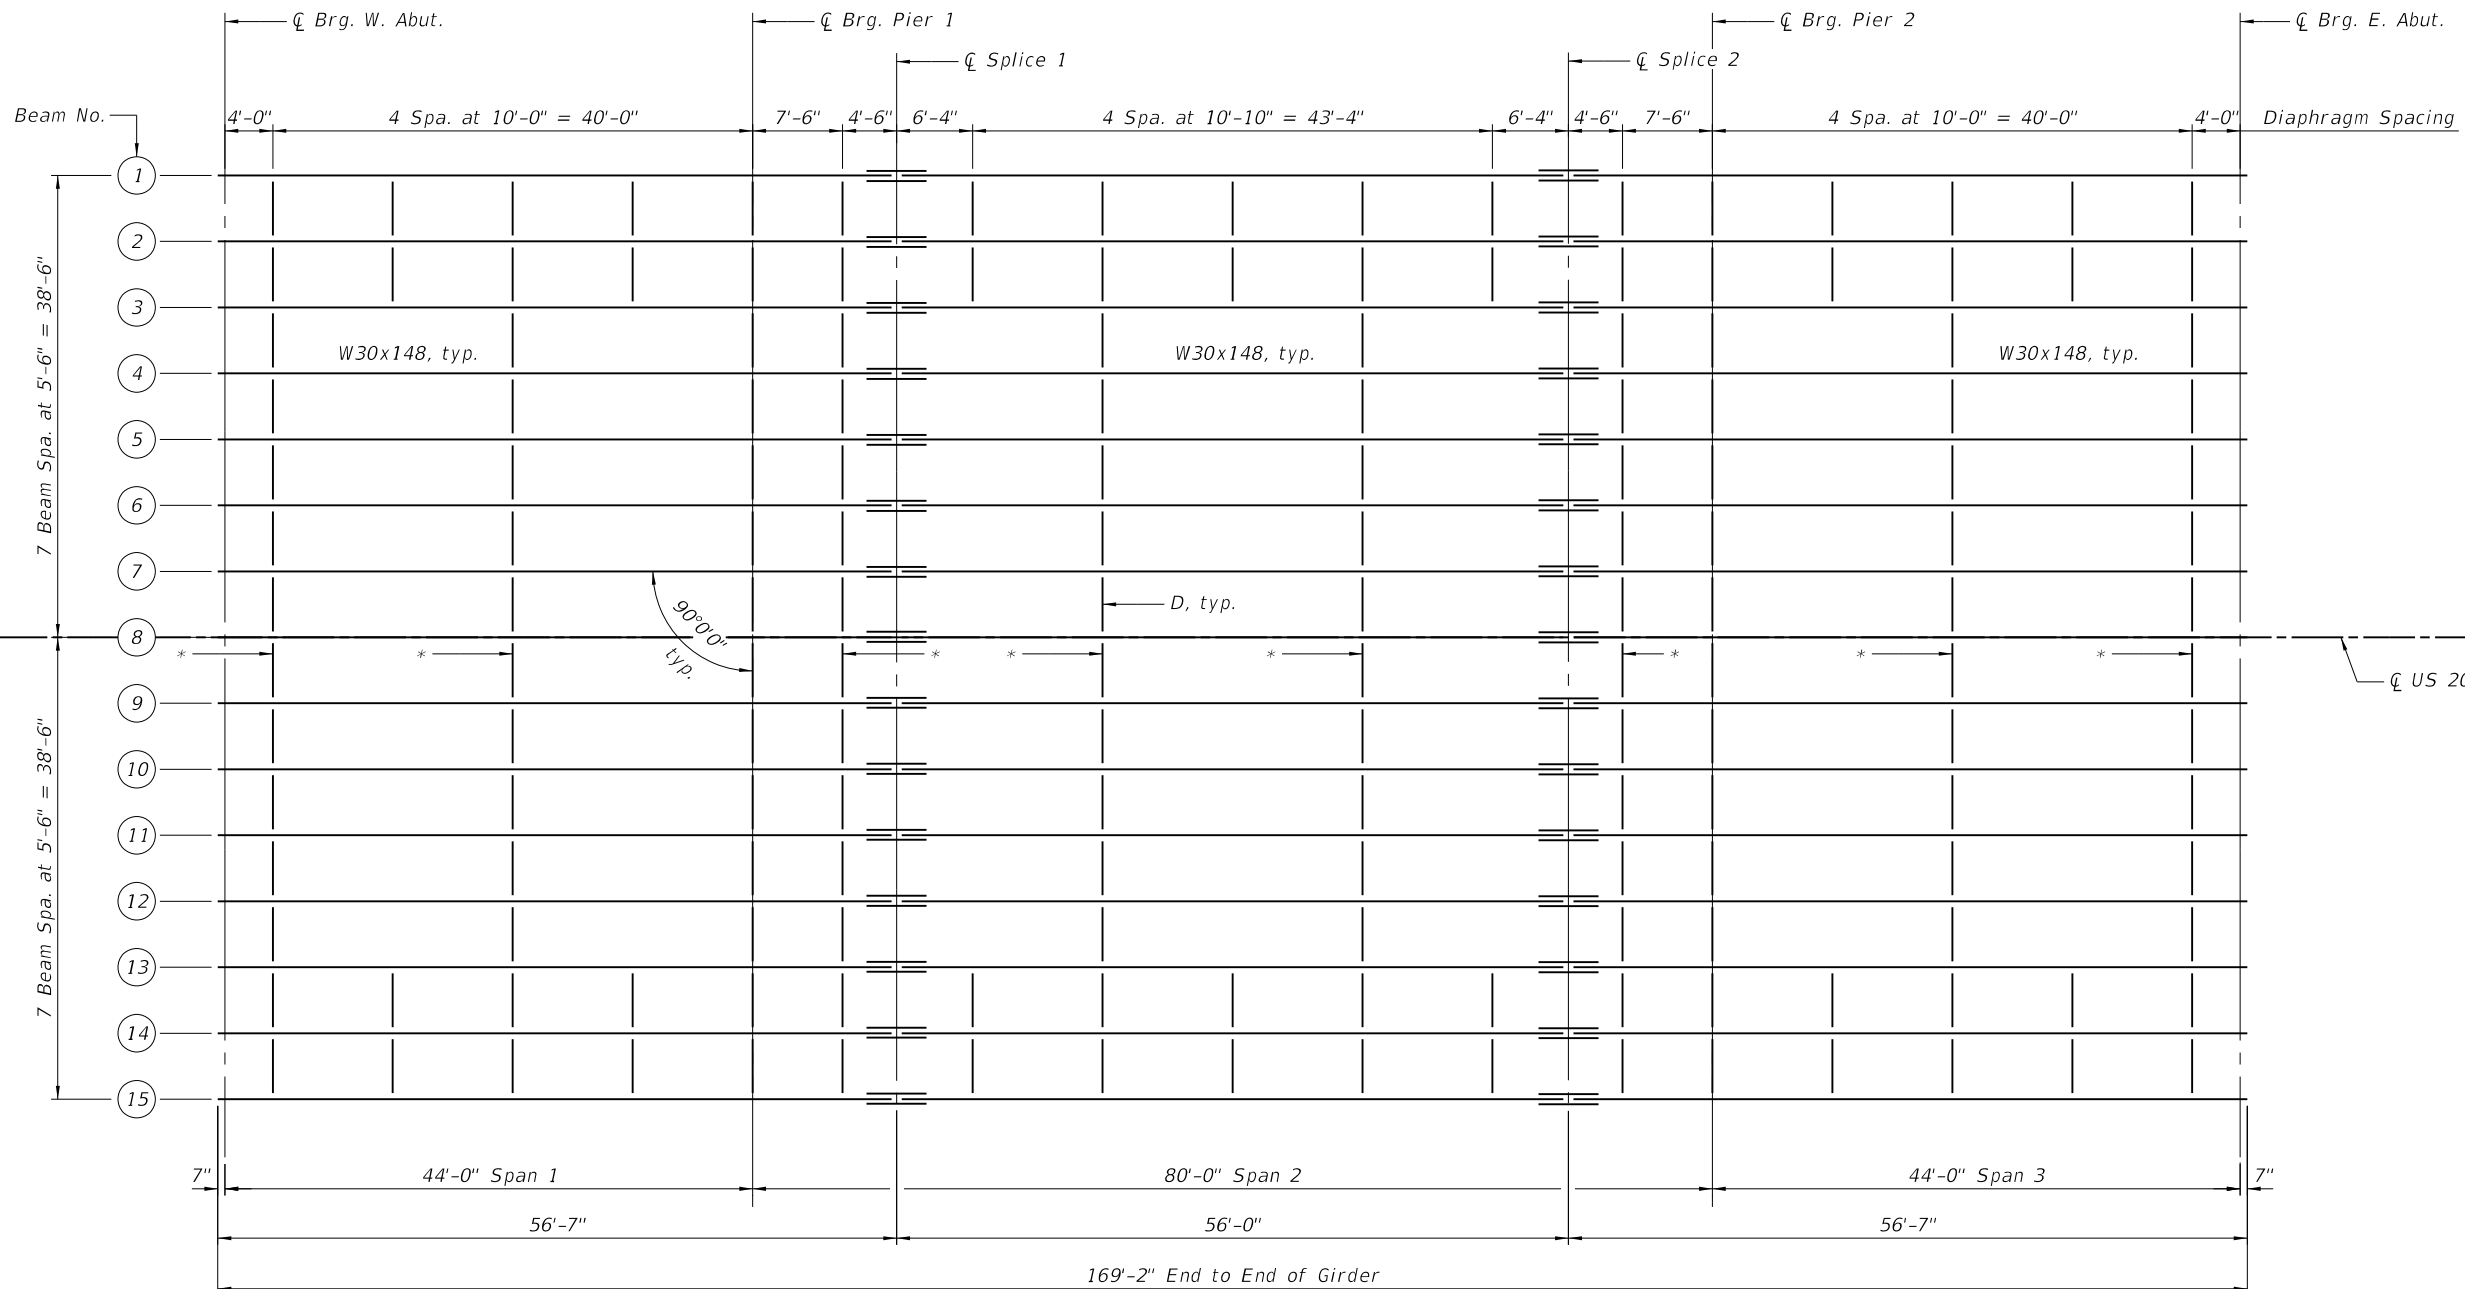 ℄ Brg. W. Abut.
℄ Brg. Pier 1
℄ Brg. Pier 2
℄ Brg. E. Abut.
℄ Splice 1
℄ Splice 2
Beam No.
4'-0"
4 Spa. at 10'-0" = 40'-0"
7'-6"
4'-6"
6'-4"
4 Spa. at 10'-10" = 43'-4"
6'-4"
4'-6"
7'-6"
4 Spa. at 10'-0" = 40'-0"
4'-0"
Diaphragm Spacing
1
2
3
W30x148, typ.
W30x148, typ.
W30x148, typ.
4
5
6
7
7 Beam Spa. at 5'-6" = 38'-6"
90°0'0"
typ.
D, typ.
8
*
*
*
*
*
*
*
*
℄ US 20
9
10
11
12
13
14
15
7 Beam Spa. at 5'-6" = 38'-6"
7"
44'-0" Span 1
80'-0" Span 2
44'-0" Span 3
7"
56'-7"
56'-0"
56'-7"
169'-2" End to End of Girder